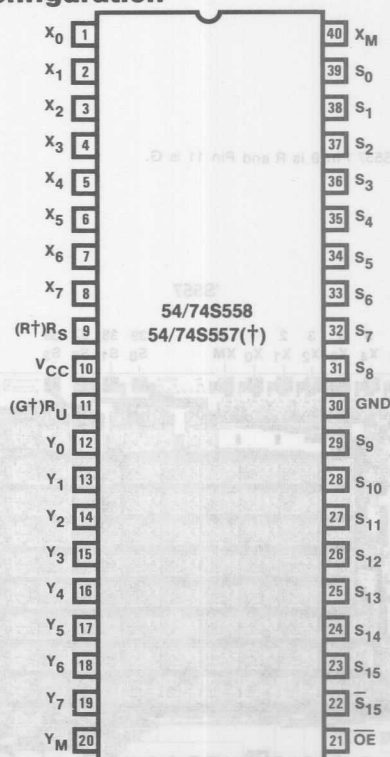 onfiguration
X0 1
X1 2
X2 3
X3 4
X4 5
X5 6
X6 7
X7 8
(R†)RS 9
VCC 10
(G†)RU 11
Y0 12
Y1 13
Y2 14
Y3 15
Y4 16
Y5 17
Y6 18
Y7 19
YM 20
54/74S558
54/74S557(†)
40 XM
39 S0
38 S1
37 S2
36 S3
35 S4
34 S5
33 S6
32 S7
31 S8
30 GND
29 S9
28 S10
27 S11
26 S12
25 S13
24 S14
23 S15
22 S̅15
21 O̅E̅